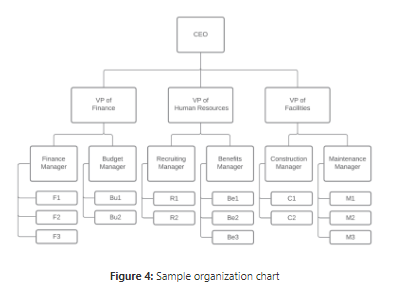 CEO
VP of
Finance
VP of
Human Resources
VP of
Facilities
Finance
Manager
Budget
Manager
Recruiting
Manager
Benefits
Manager
Construction
Manager
Maintenance
Manager
F1
Bu1
R1
Be1
C1
M1
F2
Bu2
R2
Be2
C2
M2
F3
Be3
M3
Figure 4: Sample organization chart